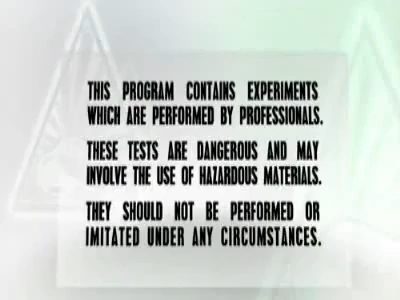 THIS PROGRAM CONTAINS EXPERIMENTS
WHICH ARE PERFORMED BY PROFESSIONALS.
THESE TESTS ARE DANGEROUS AND MAY
INVOLVE THE USE OF HAZARDOUS MATERIALS.
THEY SHOULD NOT BE PERFORMED OR
IMITATED UNDER ANY CIRCUMSTANCES.